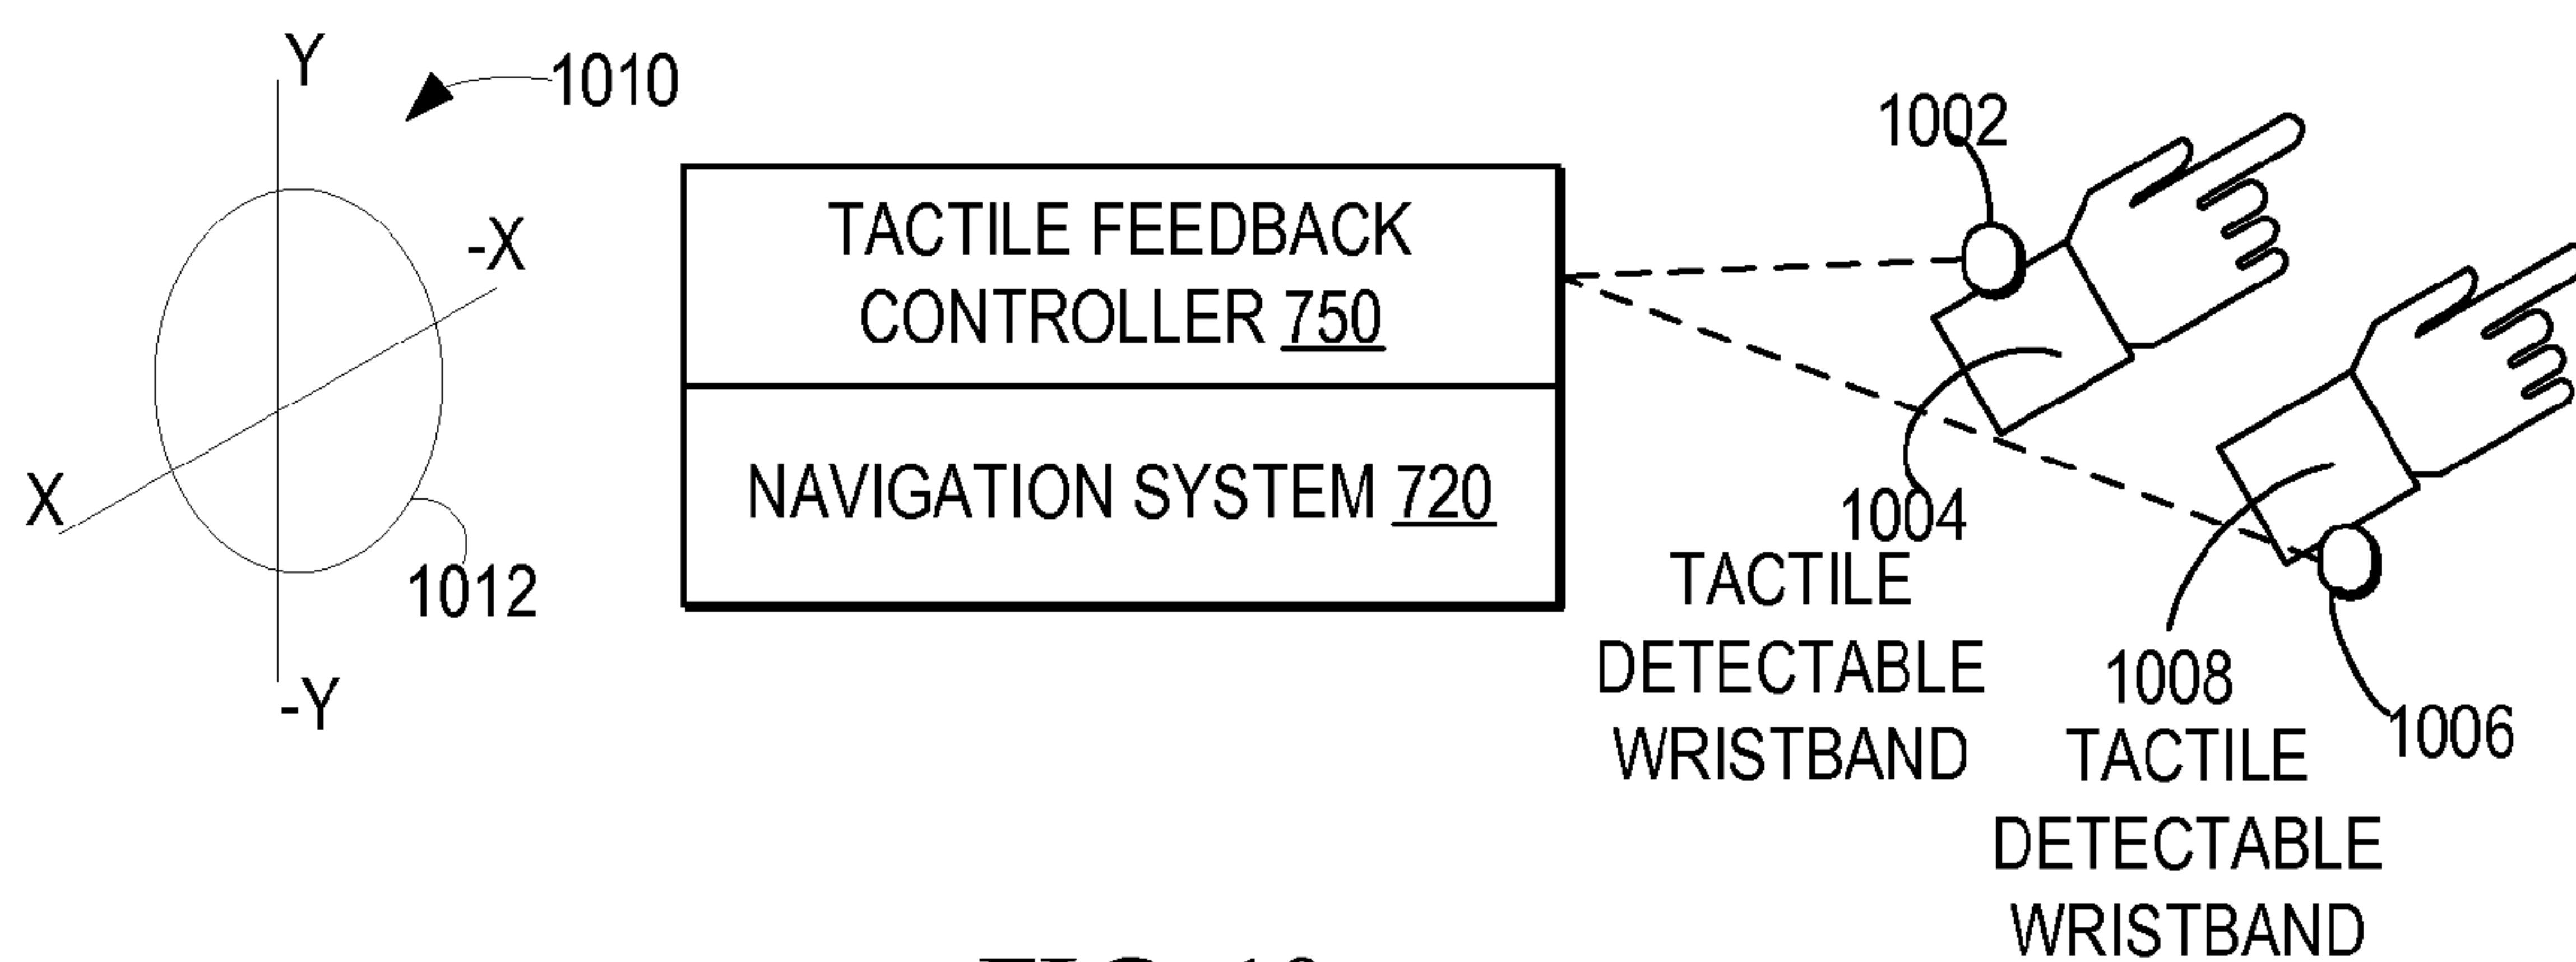 Y
1010
-X
X
1012
-Y
TACTILE FEEDBACK
CONTROLLER 750
NAVIGATION SYSTEM 720
1002
1004
TACTILE
DETECTABLE
WRISTBAND
1008
TACTILE
DETECTABLE
WRISTBAND
1006